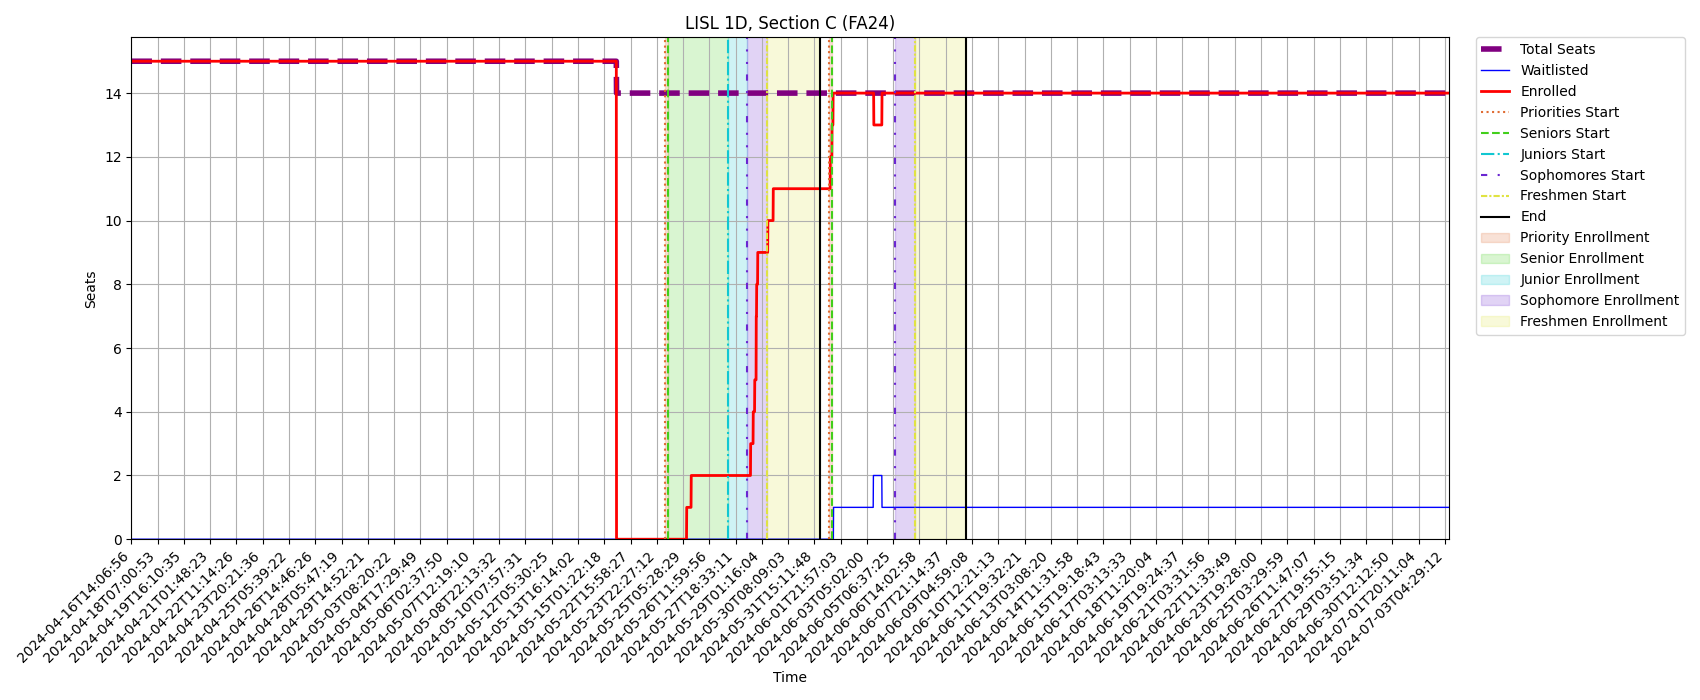 LISL 1D, Section C (FA24)
Seats
14
12
10
8
6
4
2
0
2024-04-16T14:06:56
2024-04-18T07:00:53
2024-04-19T16:10:35
2024-04-21T01:48:23
2024-04-22T11:14:26
2024-04-23T20:21:36
2024-04-25T05:39:22
2024-04-26T14:46:26
2024-04-28T05:47:19
2024-04-29T14:52:21
2024-05-03T08:20:22
2024-05-04T17:29:49
2024-05-06T02:37:50
2024-05-07T12:19:10
2024-05-08T22:13:32
2024-05-10T07:57:31
2024-05-12T05:30:25
2024-05-13T16:14:02
2024-05-15T01:22:18
2024-05-22T15:58:27
2024-05-23T22:27:12
2024-05-25T05:28:29
2024-05-26T11:59:56
2024-05-27T18:33:11
2024-05-29T01:16:04
2024-05-30T08:09:03
2024-05-31T15:11:48
2024-06-01T21:57:03
2024-06-03T05:02:00
2024-06-05T06:37:25
2024-06-06T14:02:58
2024-06-07T21:14:37
2024-06-09T04:59:08
2024-06-10T12:21:13
2024-06-11T19:32:21
2024-06-13T03:08:20
2024-06-14T11:31:58
2024-06-15T19:18:43
2024-06-17T03:13:33
2024-06-18T11:20:04
2024-06-19T19:24:37
2024-06-21T03:31:56
2024-06-22T11:33:49
2024-06-23T19:28:00
2024-06-25T03:29:59
2024-06-26T11:47:07
2024-06-27T19:55:15
2024-06-29T03:51:34
2024-06-30T12:12:50
2024-07-01T20:11:04
2024-07-03T04:29:12
Time
Total Seats
Waitlisted
Enrolled
Priorities Start
Seniors Start
Juniors Start
Sophomores Start
Freshmen Start
End
Priority Enrollment
Senior Enrollment
Junior Enrollment
Sophomore Enrollment
Freshmen Enrollment